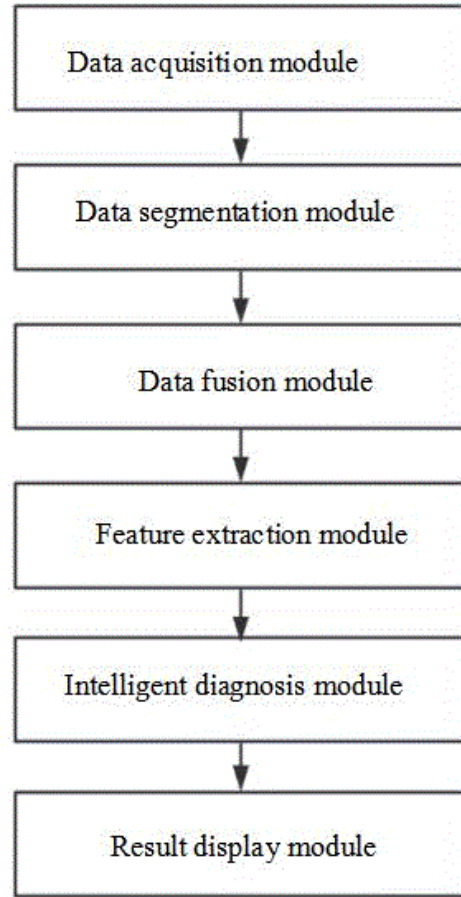 Data acquisition module
Data segmentation module
Data fusion module
Feature extraction module
Intelligent diagnosis module
Result display module